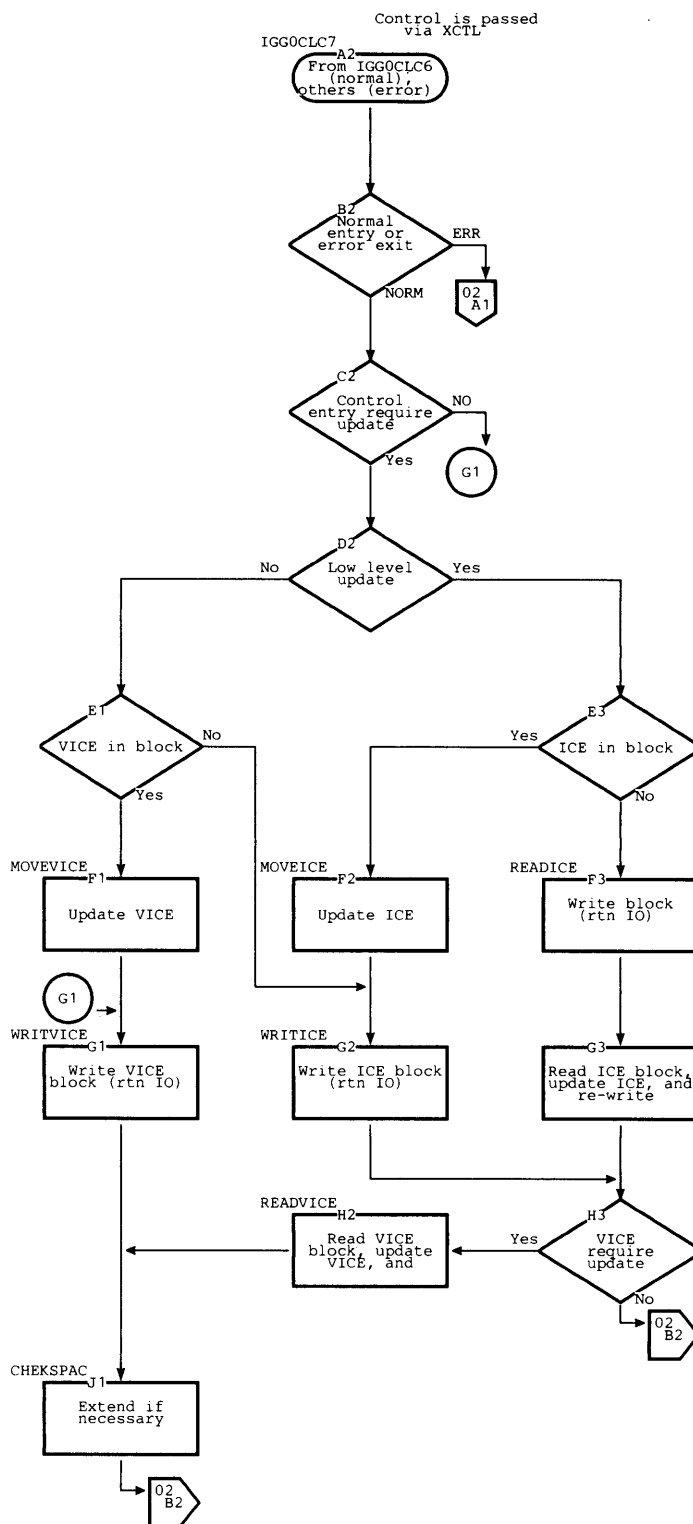 Control is passed
via XCTL
IGG0CLC7
A2
From IGG0CLC6
(normal),
others (error)
B2
Normal
entry or
error exit
ERR
NORM
02
A1
C2
Control
entry require
update
NO
Yes
G1
D2
Low level
update
No
Yes
E1
VICE in block
No
Yes
E3
ICE in block
Yes
No
MOVEVICE
F1
Update VICE
MOVEICE
F2
Update ICE
READICE
F3
Write block
(rtn IO)
G1
WRITVICE
G1
Write VICE
block (rtn IO)
WRITICE
G2
Write ICE block
(rtn IO)
G3
Read ICE block,
update ICE, and
re-write
READVICE
H2
Read VICE
block, update
VICE, and
H3
VICE
require
update
Yes
No
02
B2
CHEKSPAC
J1
Extend if
necessary
02
B2